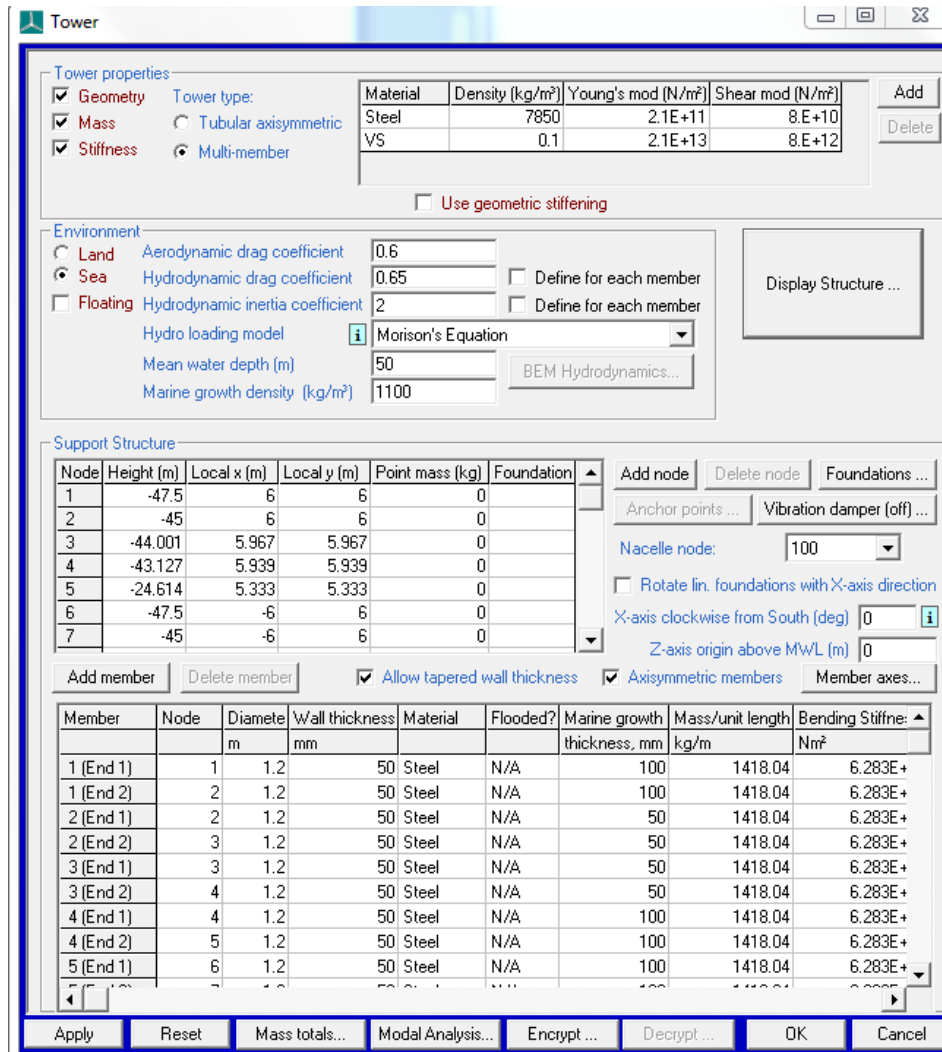 Tower
Tower properties
Geometry Tower type:
Mass Tubular axisymmetric
Stiffness Multi-member
Material Density (kg/m³) Young's mod (N/m²) Shear mod (N/m²)
Steel 7850 2.1E+11 8.E+10
VS 0.1 2.1E+13 8.E+12
Add
Delete
Use geometric stiffening
Environment
Land Aerodynamic drag coefficient 0.6
Sea Hydrodynamic drag coefficient 0.65 Define for each member
Floating Hydrodynamic inertia coefficient 2 Define for each member
Hydro loading model i Morison's Equation
Mean water depth (m) 50
BEM Hydrodynamics...
Marine growth density (kg/m³) 1100
Display Structure ...
Support Structure
Node Height (m) Local x (m) Local y (m) Point mass (kg) Foundation
1 -47.5 6 6 0
2 -45 6 6 0
3 -44.001 5.967 5.967 0
4 -43.127 5.939 5.939 0
5 -24.614 5.333 5.333 0
6 -47.5 -6 6 0
7 -45 -6 6 0
Add node Delete node Foundations ...
Anchor points ... Vibration damper (off) ...
Nacelle node: 100
Rotate lin. foundations with X-axis direction
X-axis clockwise from South (deg) 0 i
Z-axis origin above MWL (m) 0
Add member Delete member Allow tapered wall thickness Axisymmetric members Member axes...
Member Node Diamete Wall thickness Material Flooded? Marine growth Mass/unit length Bending Stiffne
m mm thickness, mm kg/m Nm²
1 (End 1) 1 1.2 50 Steel N/A 100 1418.04 6.283E+
1 (End 2) 2 1.2 50 Steel N/A 100 1418.04 6.283E+
2 (End 1) 2 1.2 50 Steel N/A 50 1418.04 6.283E+
2 (End 2) 3 1.2 50 Steel N/A 50 1418.04 6.283E+
3 (End 1) 3 1.2 50 Steel N/A 50 1418.04 6.283E+
3 (End 2) 4 1.2 50 Steel N/A 50 1418.04 6.283E+
4 (End 1) 4 1.2 50 Steel N/A 100 1418.04 6.283E+
4 (End 2) 5 1.2 50 Steel N/A 100 1418.04 6.283E+
5 (End 1) 6 1.2 50 Steel N/A 100 1418.04 6.283E+
Apply Reset Mass totals... Modal Analysis... Encrypt ... Decrypt ... OK Cancel